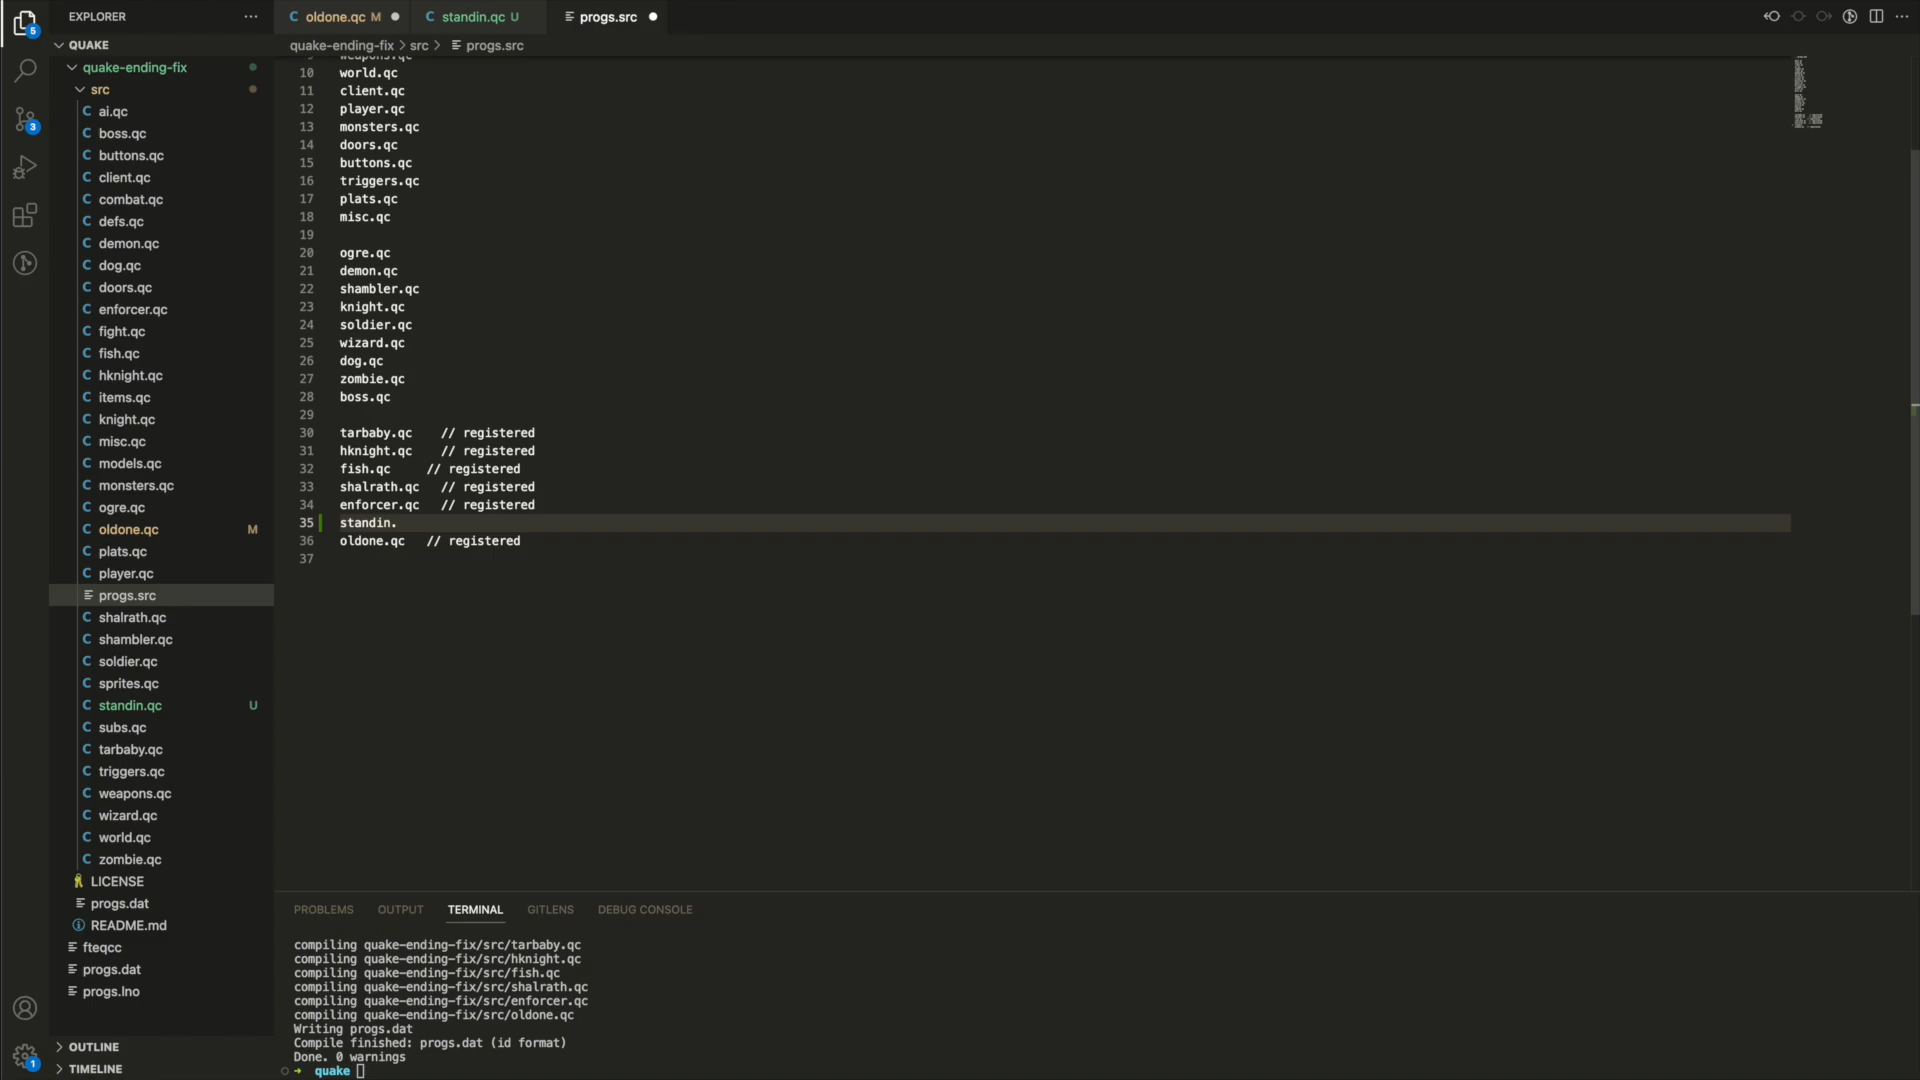 EXPLORER
oldone.qc M
standin.qc U
progs.src
5
QUAKE
quake-ending-fix > src > progs.src
quake-ending-fix
src
ai.qc
boss.qc
buttons.qc
client.qc
combat.qc
defs.qc
demon.qc
dog.qc
doors.qc
enforcer.qc
fight.qc
fish.qc
hknight.qc
items.qc
knight.qc
misc.qc
models.qc
monsters.qc
ogre.qc
oldone.qc M
plats.qc
player.qc
progs.src
shalrath.qc
shambler.qc
soldier.qc
sprites.qc
standin.qc U
subs.qc
tarbaby.qc
triggers.qc
weapons.qc
wizard.qc
world.qc
zombie.qc
LICENSE
progs.dat
README.md
fteqcc
progs.dat
progs.lno
OUTLINE
TIMELINE
3
1
9 weapons.qc
10 world.qc
11 client.qc
12 player.qc
13 monsters.qc
14 doors.qc
15 buttons.qc
16 triggers.qc
17 plats.qc
18 misc.qc
19
20 ogre.qc
21 demon.qc
22 shambler.qc
23 knight.qc
24 soldier.qc
25 wizard.qc
26 dog.qc
27 zombie.qc
28 boss.qc
29
30 tarbaby.qc // registered
31 hknight.qc // registered
32 fish.qc // registered
33 shalrath.qc // registered
34 enforcer.qc // registered
35 standin.
36 oldone.qc // registered
37
PROBLEMS OUTPUT TERMINAL GITLENS DEBUG CONSOLE
compiling quake-ending-fix/src/tarbaby.qc
compiling quake-ending-fix/src/hknight.qc
compiling quake-ending-fix/src/fish.qc
compiling quake-ending-fix/src/shalrath.qc
compiling quake-ending-fix/src/enforcer.qc
compiling quake-ending-fix/src/oldone.qc
Writing progs.dat
Compile finished: progs.dat (id format)
Done. 0 warnings
→ quake